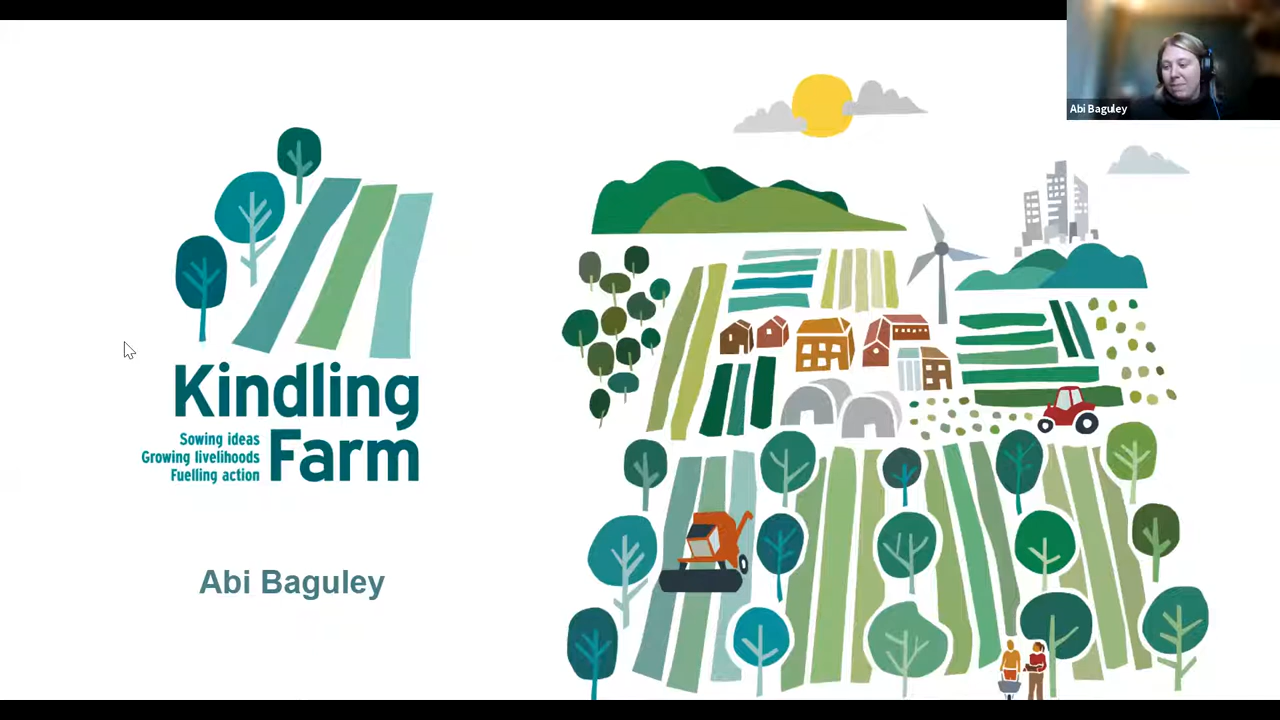 Abi Baguley
Kindling
Sowing ideas
Growing livelihoods
Fuelling action
Farm
Abi Baguley